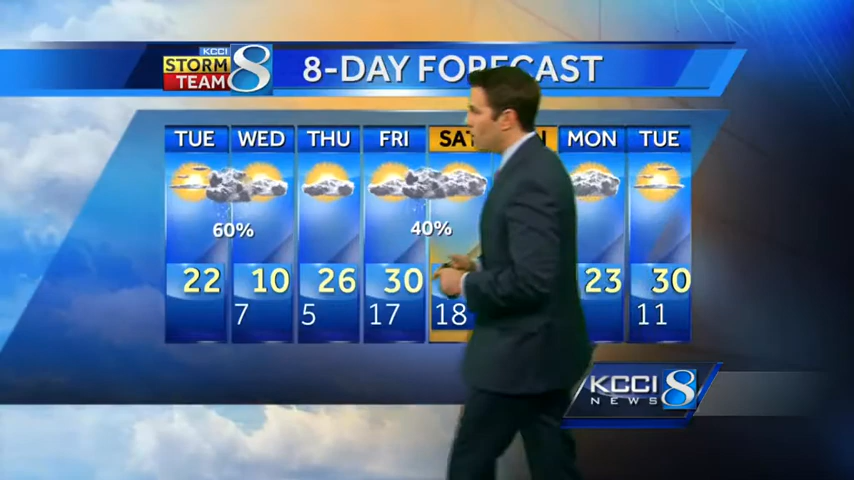 KCCI
STORM
TEAM 8
8-DAY FORECAST
TUE WED THU FRI SAT MON TUE
60% 40%
22 10 26 30 23 30
7 5 17 18 11
KCCI 8
NEWS